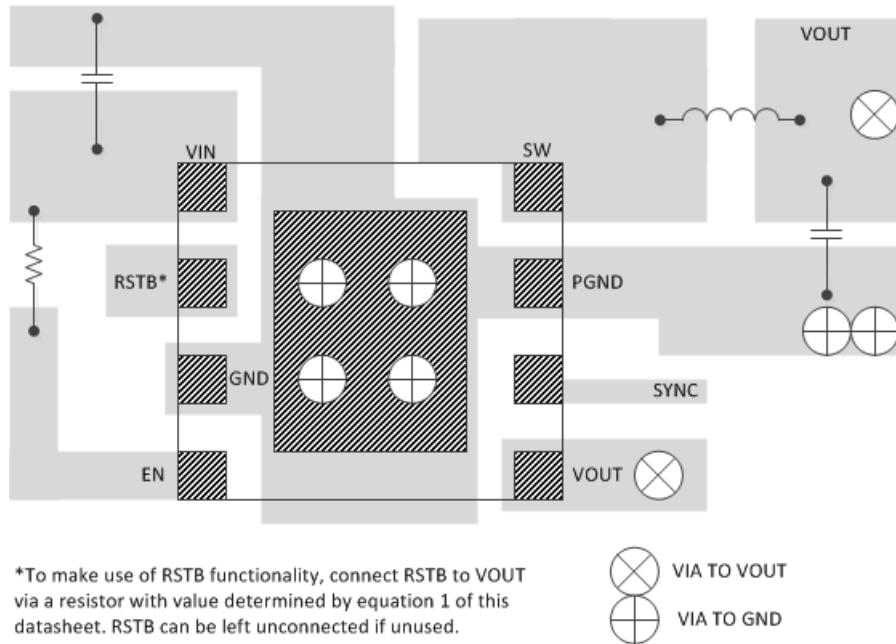 VOUT
VIN
SW
RSTB*
PGND
GND
SYNC
EN
VOUT
*To make use of RSTB functionality, connect RSTB to VOUT
via a resistor with value determined by equation 1 of this
datasheet. RSTB can be left unconnected if unused.
VIA TO VOUT
VIA TO GND